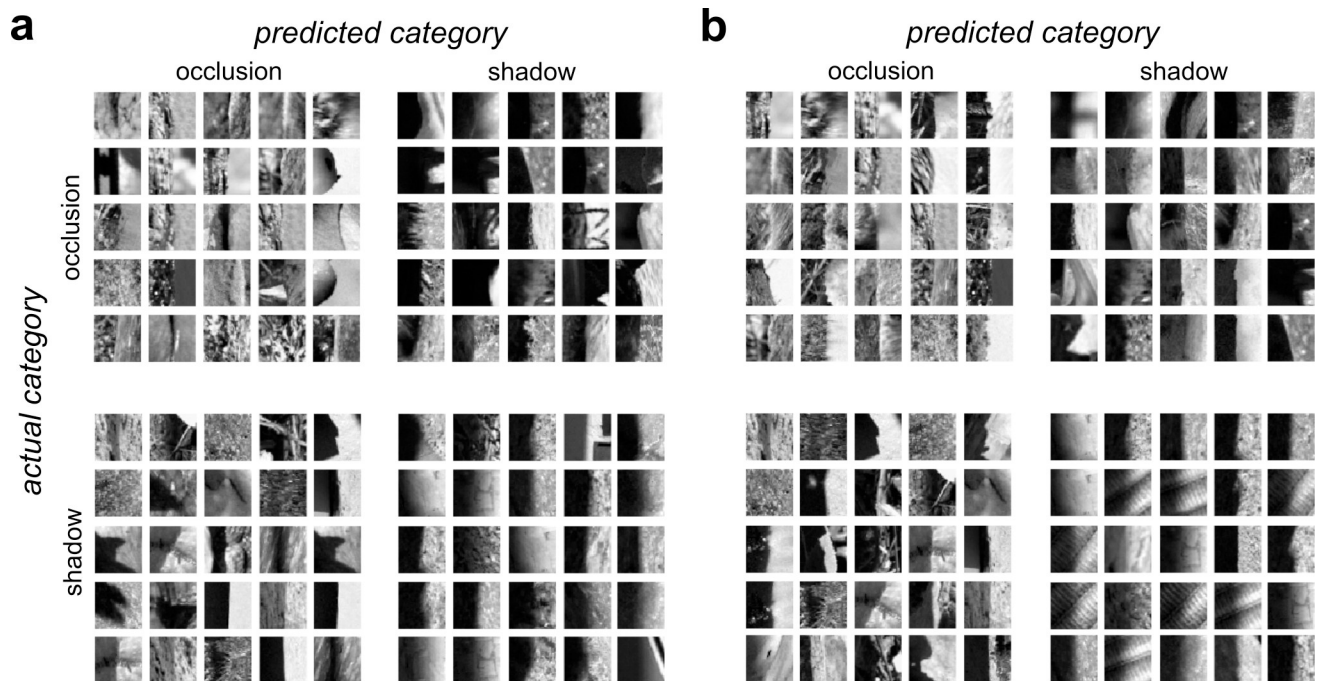 a
predicted category
occlusion shadow
actual category
occlusion
shadow
b
predicted category
occlusion shadow